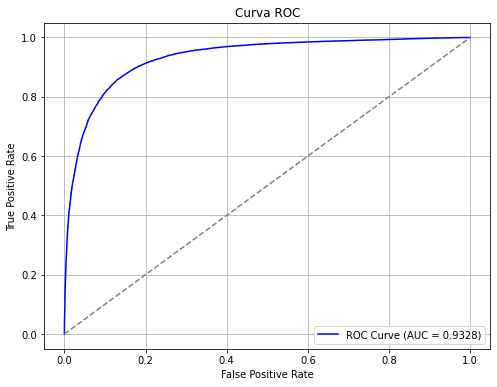 Curva ROC
1.0
0.8
0.6
0.4
0.2
0.0
True Positive Rate
ROC Curve (AUC = 0.9328)
0.0 0.2 0.4 0.6 0.8 1.0
False Positive Rate